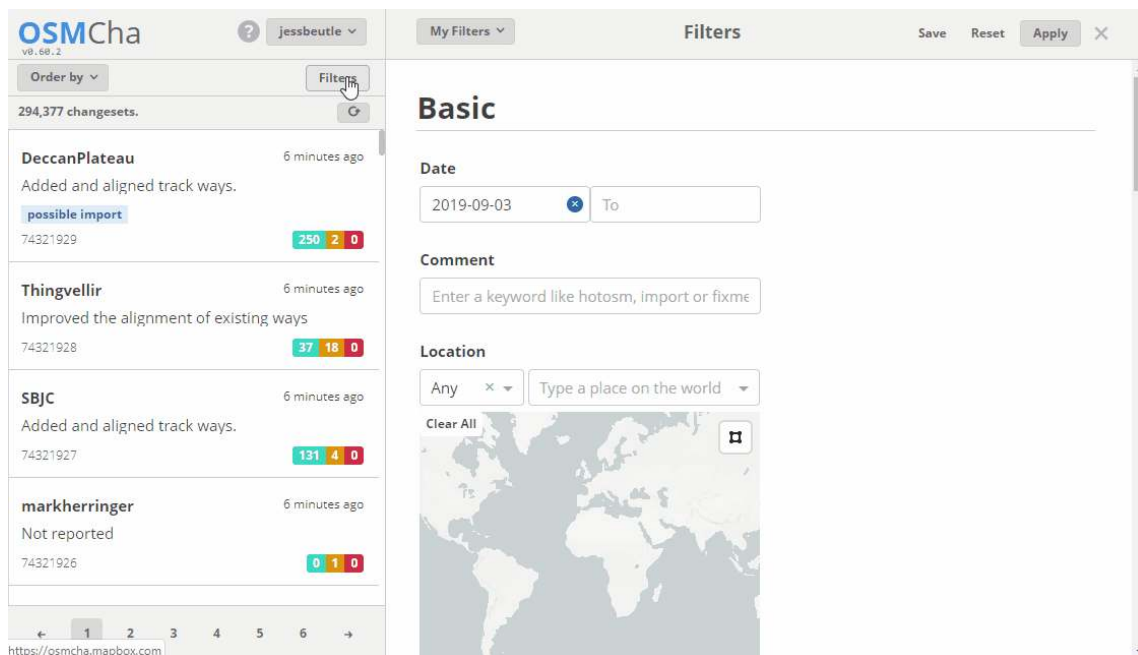 OSMCha
v0.60.2
?
jessbeutle
Order by
Filters
294,377 changesets.
DeccanPlateau
6 minutes ago
Added and aligned track ways.
possible import
74321929
250 2 0
Thingvellir
6 minutes ago
Improved the alignment of existing ways
74321928
37 18 0
SBJC
6 minutes ago
Added and aligned track ways.
74321927
131 4 0
markherringer
6 minutes ago
Not reported
74321926
0 1 0
← 1 2 3 4 5 6 →
https://osmcha.mapbox.com
My Filters
Filters
Save
Reset
Apply
Basic
Date
2019-09-03
To
Comment
Enter a keyword like hotosm, import or fixme
Location
Any
Type a place on the world
Clear All